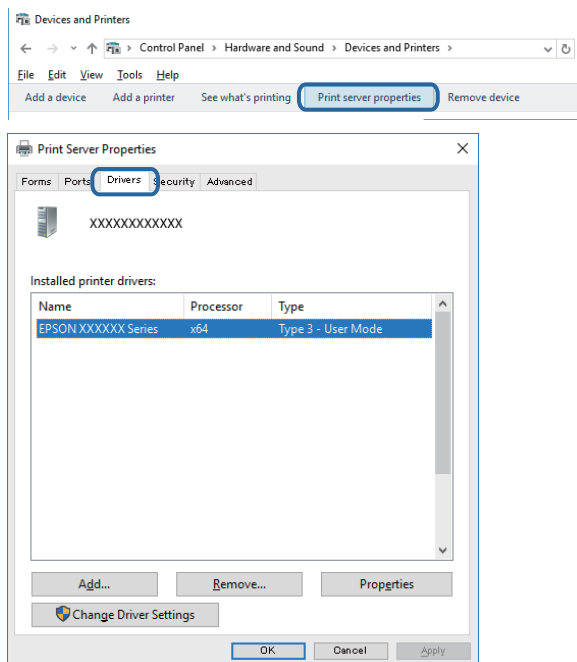 Devices and Printers
Control Panel > Hardware and Sound > Devices and Printers >
File Edit View Tools Help
Add a device Add a printer See what's printing Print server properties Remove device
Print Server Properties
Forms Ports Drivers Security Advanced
XXXXXXXXXXXX
Installed printer drivers:
Name Processor Type
EPSON XXXXXX Series x64 Type 3 - User Mode
Add... Remove... Properties
Change Driver Settings
OK Cancel Apply